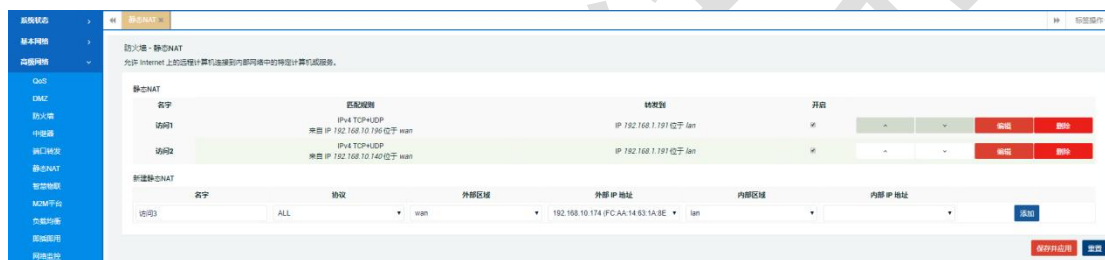 系统状态
静态NAT ×
标签操作
基本网络
高级网络
防火墙 - 静态NAT
允许 Internet 上的远程计算机连接到内部网络中的特定计算机或服务。
QoS
DMZ
防火墙
中继器
端口转发
静态NAT
智慧物联
M2M平台
负载均衡
即插即用
网络监控
静态NAT
名字 匹配规则 转发到 开启
访问1 IPv4 TCP+UDP
来自 IP 192.168.10.196 位于 wan IP 192.168.1.191 位于 lan 编辑 删除
访问2 IPv4 TCP+UDP
来自 IP 192.168.10.140 位于 wan IP 192.168.1.191 位于 lan 编辑 删除
新建静态NAT
名字 协议 外部区域 外部 IP 地址 内部区域 内部 IP 地址
访问3 ALL wan 192.168.10.174 (FC:AA:14:63:1A:8E lan 添加
保存并应用 重置